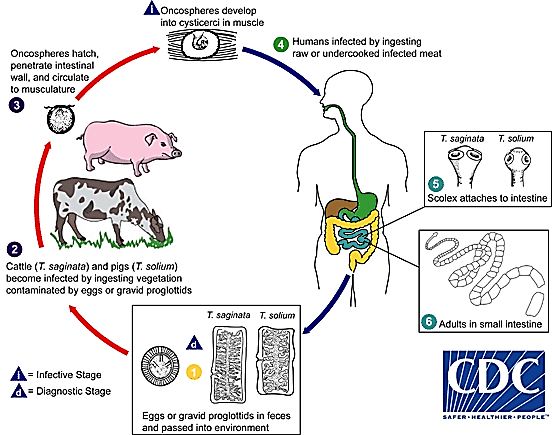 i
Oncospheres develop
into cysticerci in muscle
4
Humans infected by ingesting
raw or undercooked infected meat
Oncospheres hatch,
penetrate intestinal
wall, and circulate
to musculature
3
T. saginata
T. solium
5
Scolex attaches to intestine
2
Cattle (T. saginata) and pigs (T. solium)
become infected by ingesting vegetation
contaminated by eggs or gravid proglottids
6
Adults in small intestine
T. saginata
T. solium
d
1
Eggs or gravid proglottids in feces
and passed into environment
i = Infective Stage
d = Diagnostic Stage
CDC
SAFER•HEALTHIER•PEOPLE™